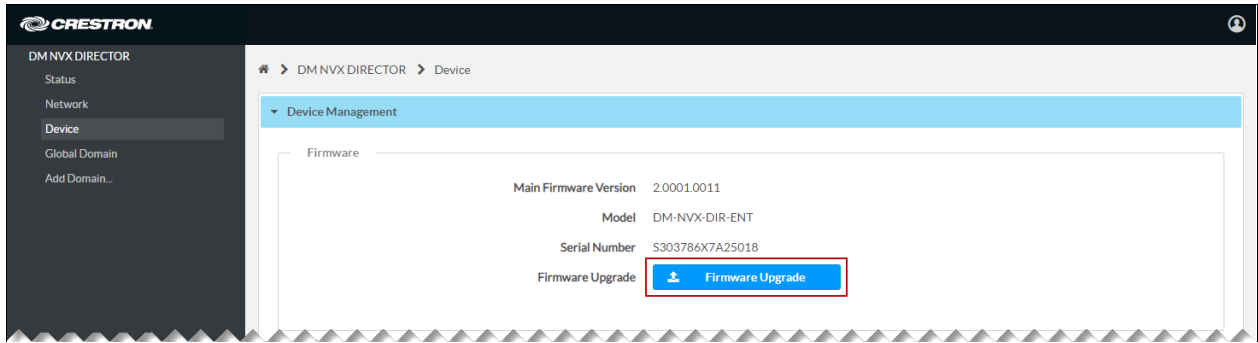 CRESTRON
DM NVX DIRECTOR
Status
Network
Device
Global Domain
Add Domain...
DM NVX DIRECTOR Device
Device Management
Firmware
Main Firmware Version 2.0001.0011
Model DM-NVX-DIR-ENT
Serial Number S303786X7A25018
Firmware Upgrade Firmware Upgrade